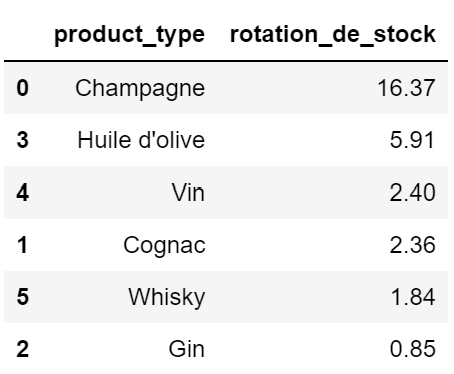 product_type rotation_de_stock
0 Champagne 16.37
3 Huile d'olive 5.91
4 Vin 2.40
1 Cognac 2.36
5 Whisky 1.84
2 Gin 0.85